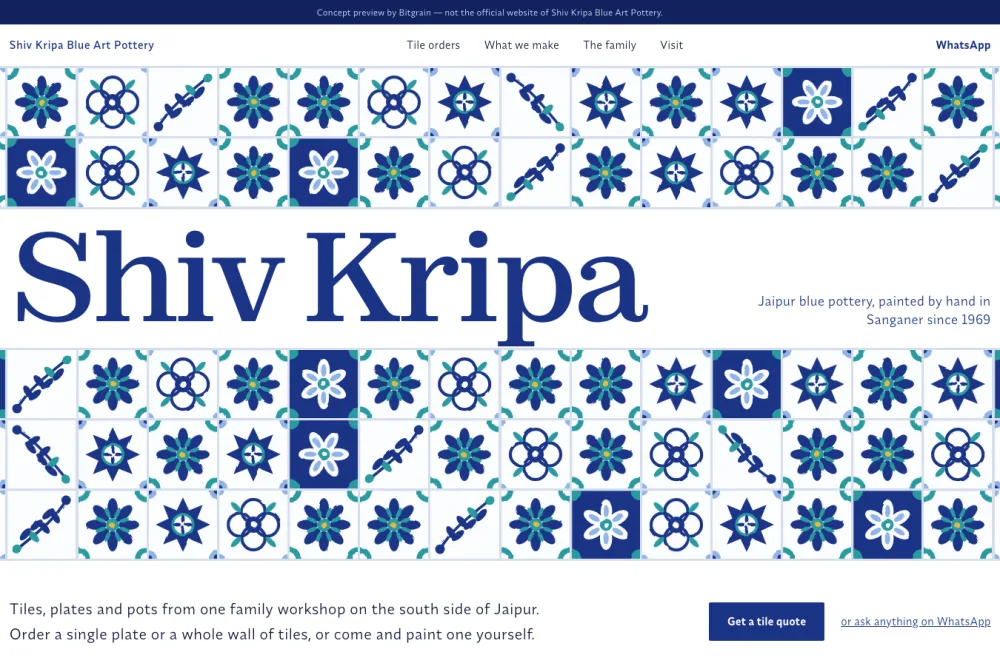 Concept preview by Bitgrain — not the official website of Shiv Kripa Blue Art Pottery.
Shiv Kripa Blue Art Pottery
Tile orders
What we make
The family
Visit
WhatsApp
Shiv Kripa
Jaipur blue pottery, painted by hand in
Sanganer since 1969
Tiles, plates and pots from one family workshop on the south side of Jaipur.
Order a single plate or a whole wall of tiles, or come and paint one yourself.
Get a tile quote
or ask anything on WhatsApp